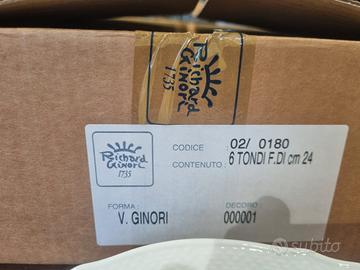 Richard
Ginori
1735
Richard
Ginori
1735
CODICE : 02/ 0180
CONTENUTO : 6 TONDI F.DI cm 24
FORMA : DECORO
V. GINORI 000001
subito